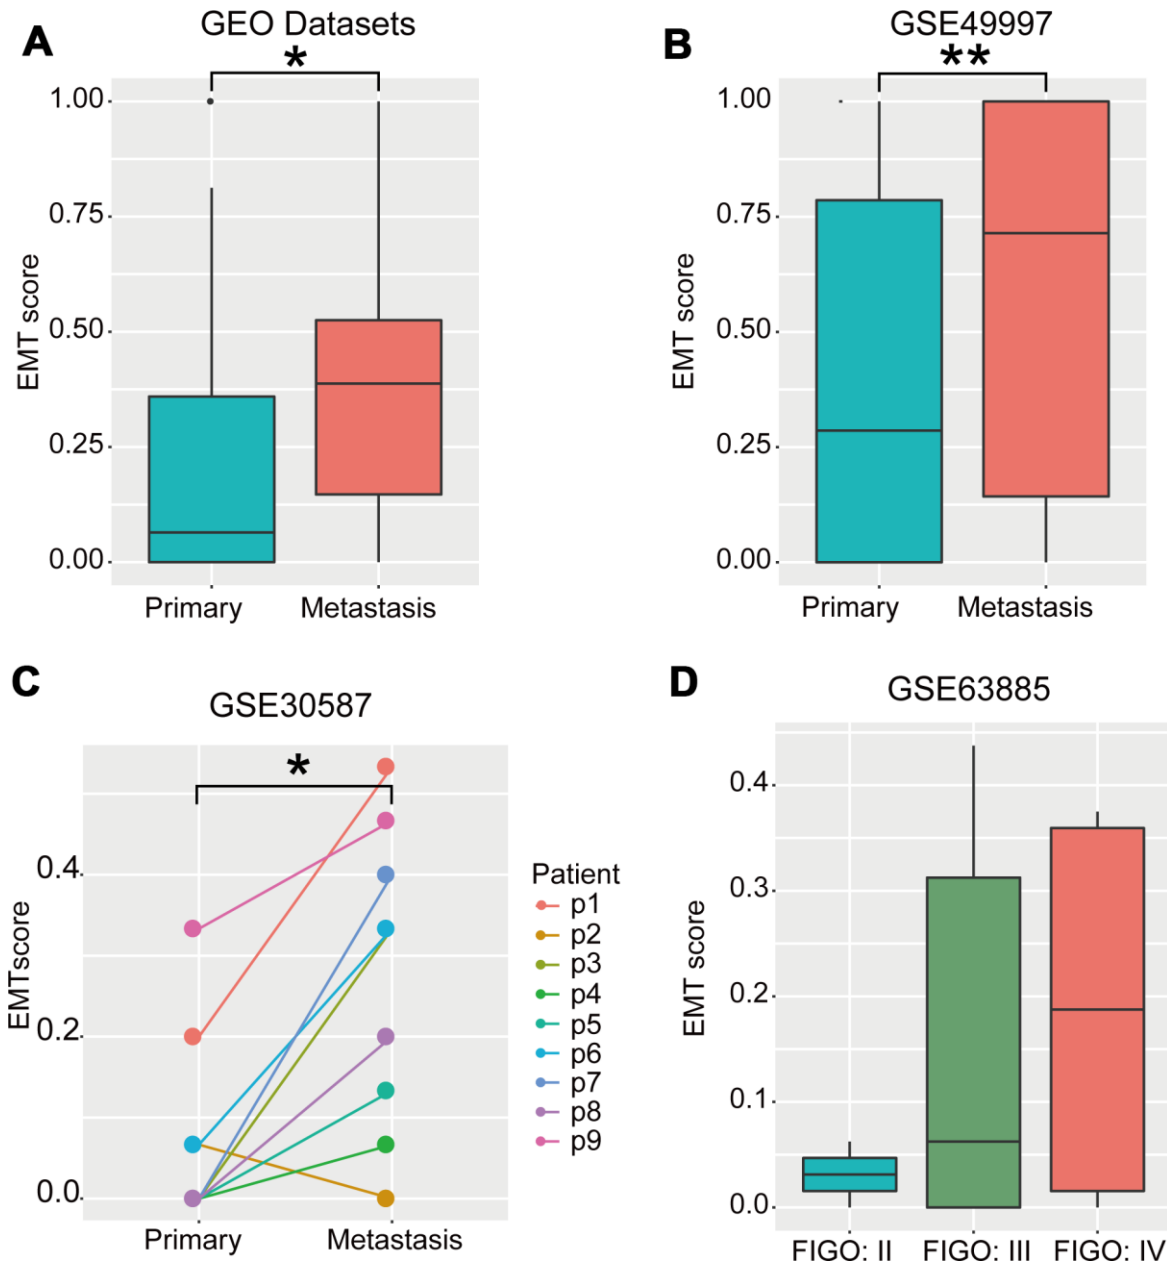 A
GEO Datasets
*
EMT score
1.00
0.75
0.50
0.25
0.00
Primary Metastasis
B
GSE49997
**
EMT score
1.00
0.75
0.50
0.25
0.00
Primary Metastasis
C
GSE30587
*
EMTscore
0.4
0.2
0.0
Primary Metastasis
Patient
p1
p2
p3
p4
p5
p6
p7
p8
p9
D
GSE63885
EMT score
0.4
0.3
0.2
0.1
0.0
FIGO: II FIGO: III FIGO: IV